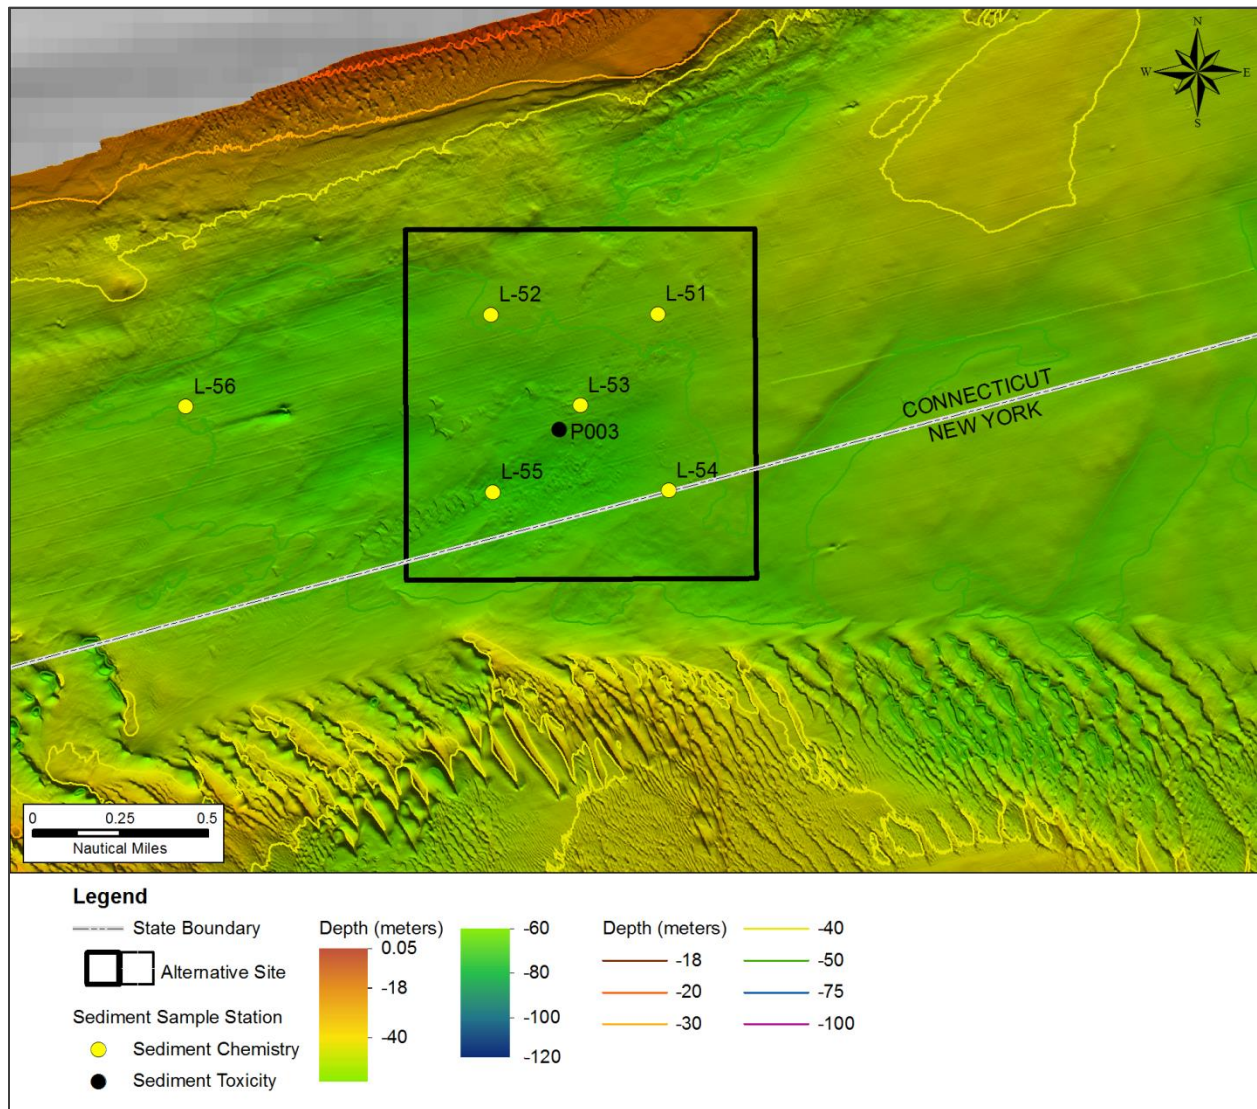 N
W E
S
L-52
L-51
L-56
L-53
P003
L-55
L-54
CONNECTICUT
NEW YORK
0 0.25 0.5
Nautical Miles
Legend
State Boundary
Alternative Site
Sediment Sample Station
Sediment Chemistry
Sediment Toxicity
Depth (meters)
0.05
-18
-40
-60
-80
-100
-120
Depth (meters)
-18
-20
-30
-40
-50
-75
-100